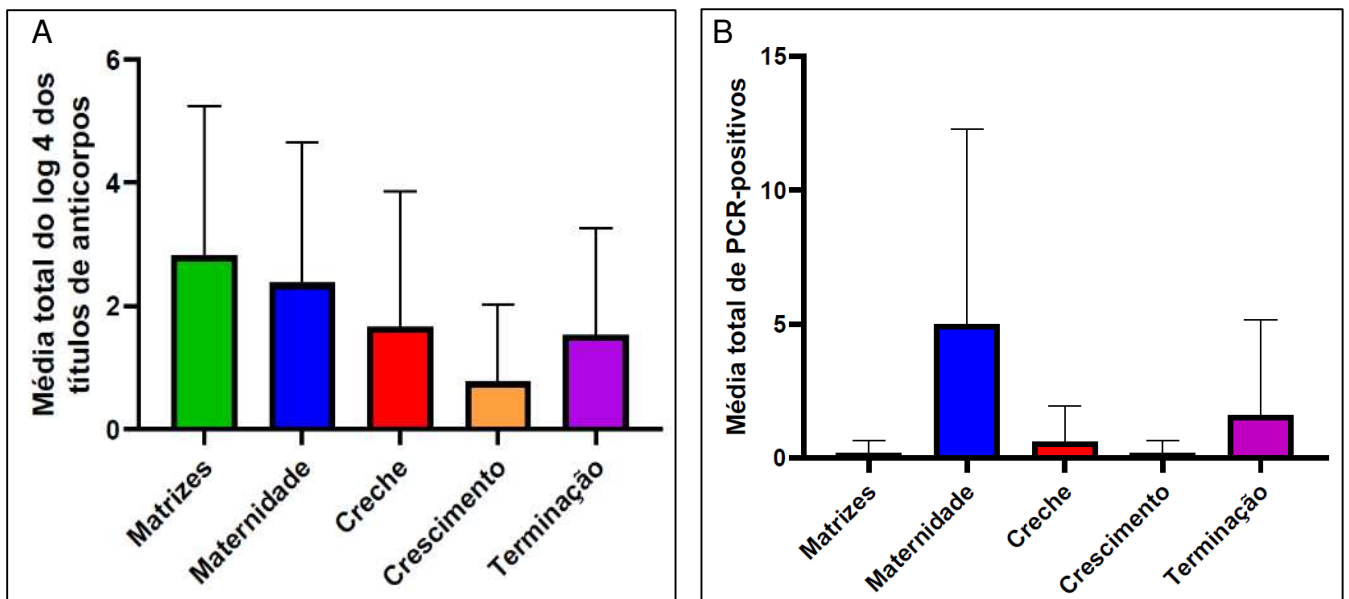 A
Média total do log 4 dos
títulos de anticorpos
6
4
2
0
Matrizes
Maternidade
Creche
Crescimento
Terminação
B
Média total de PCR-positivos
15
10
5
0
Matrizes
Maternidade
Creche
Crescimento
Terminação